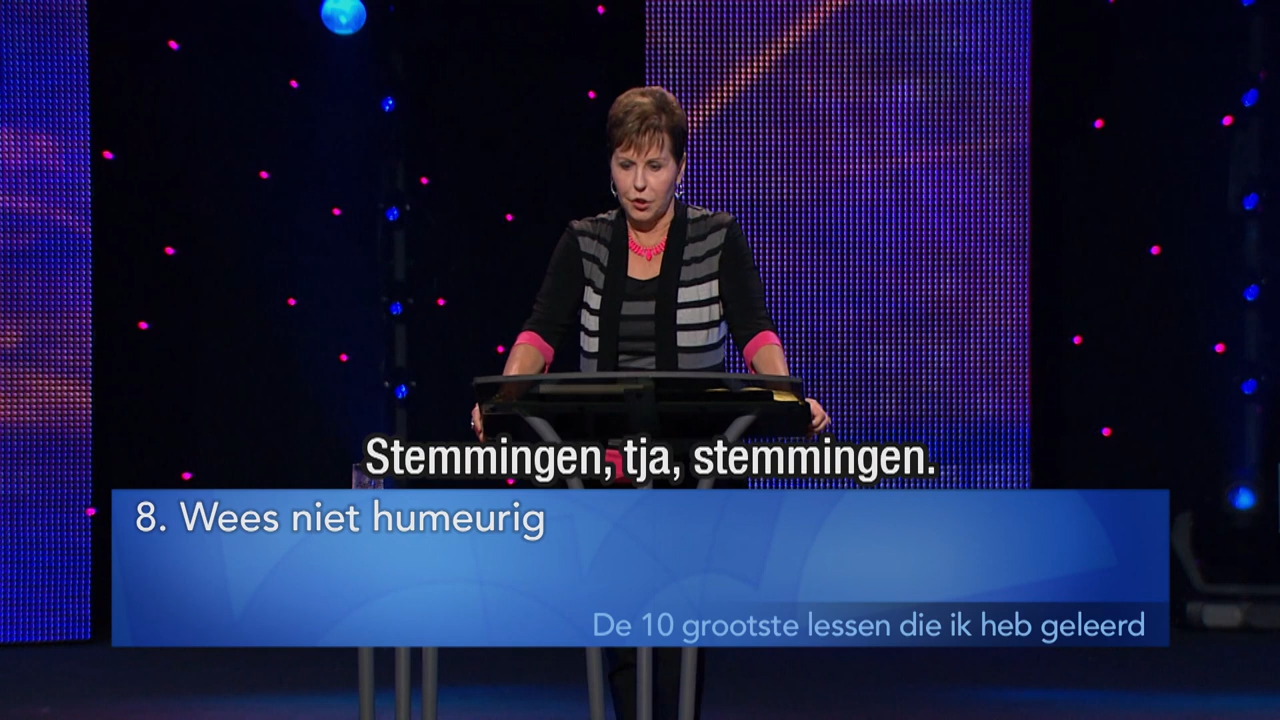 Stemmingen, tja, stemmingen.
8. Wees niet humeurig
De 10 grootste lessen die ik heb geleerd